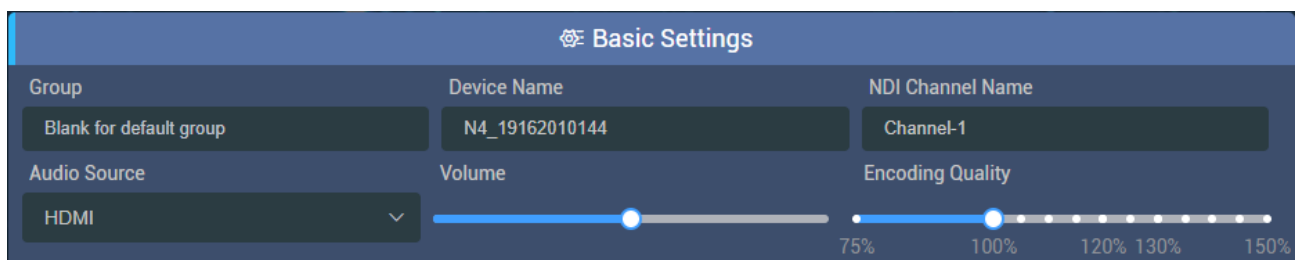 Basic Settings
Group Device Name NDI Channel Name
Blank for default group N4_19162010144 Channel-1
Audio Source Volume Encoding Quality
HDMI
75% 100% 120% 130% 150%